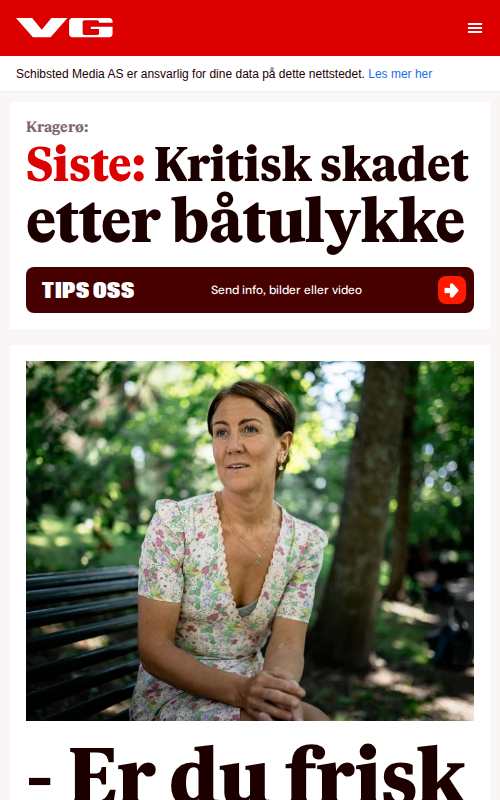 VG
Schibsted Media AS er ansvarlig for dine data på dette nettstedet. Les mer her
Kragerø:
Siste: Kritisk skadet
etter båtulykke
TIPS OSS
Send info, bilder eller video
- Er du frisk